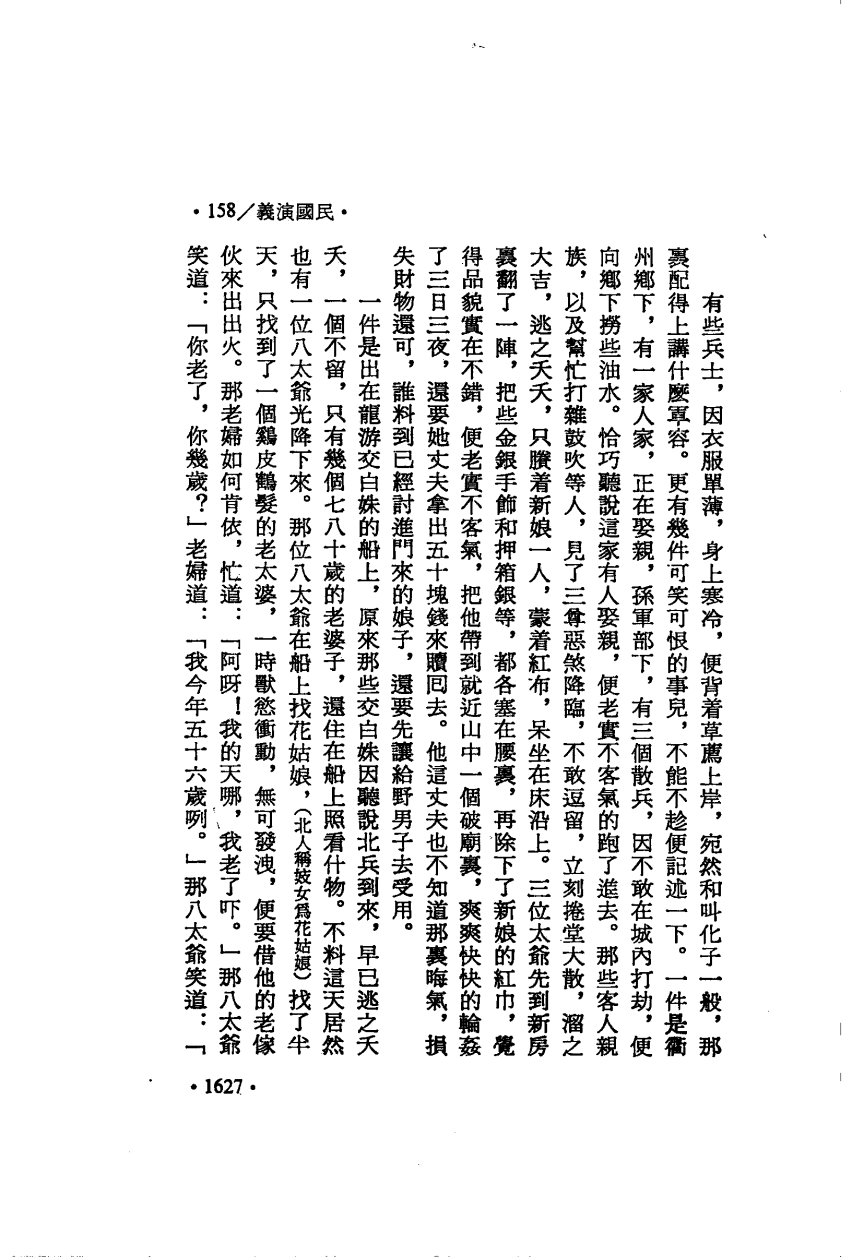 •158／義演國民•
有些兵士，因衣服單薄，身上寒冷，便背着草薦上岸，宛然和叫化子一般，那
裏配得上講什麼軍容。更有幾件可笑可恨的事兒，不能不趁便記述一下。一件是衢
州鄉下，有一家人家，正在娶親，孫軍部下，有三個散兵，因不敢在城內打劫，便
向鄉下撈些油水。恰巧聽說這家有人娶親，便老實不客氣的跑了進去。那些客人親
族，以及幫忙打雜鼓吹等人，見了三尊惡煞降臨，不敢逗留，立刻捲堂大散，溜之
大吉，逃之夭夭，只賸着新娘一人，蒙着紅布，呆坐在床沿上。三位太爺先到新房
裏翻了一陣，把些金銀手飾和押箱銀等，都各塞在腰裏，再除下了新娘的紅巾，覺
得品貌實在不錯，便老實不客氣，把他帶到就近山中一個破廟裏，爽爽快快的輪姦
了三日三夜，還要她丈夫拿出五十塊錢來贖囘去。他這丈夫也不知道那裏晦氣，損
失財物還可，誰料到已經討進門來的娘子，還要先讓給野男子去受用。
一件是出在龍游交白姝的船上，原來那些交白姝因聽說北兵到來，早已逃之夭
夭，一個不留，只有幾個七八十歲的老婆子，還住在船上照看什物。不料這天居然
也有一位八太爺光降下來。那位八太爺在船上找花姑娘，（北人稱妓女爲花姑娘）找了半
天，只找到了一個鷄皮鶴髮的老太婆，一時獸慾衝動，無可發洩，便要借他的老傢
伙來出出火。那老婦如何肯依，忙道：「阿呀！我的天哪，我老了吓。」那八太爺
笑道：「你老了，你幾歲？」老婦道：「我今年五十六歲咧。」那八太爺笑道：「
•1627•